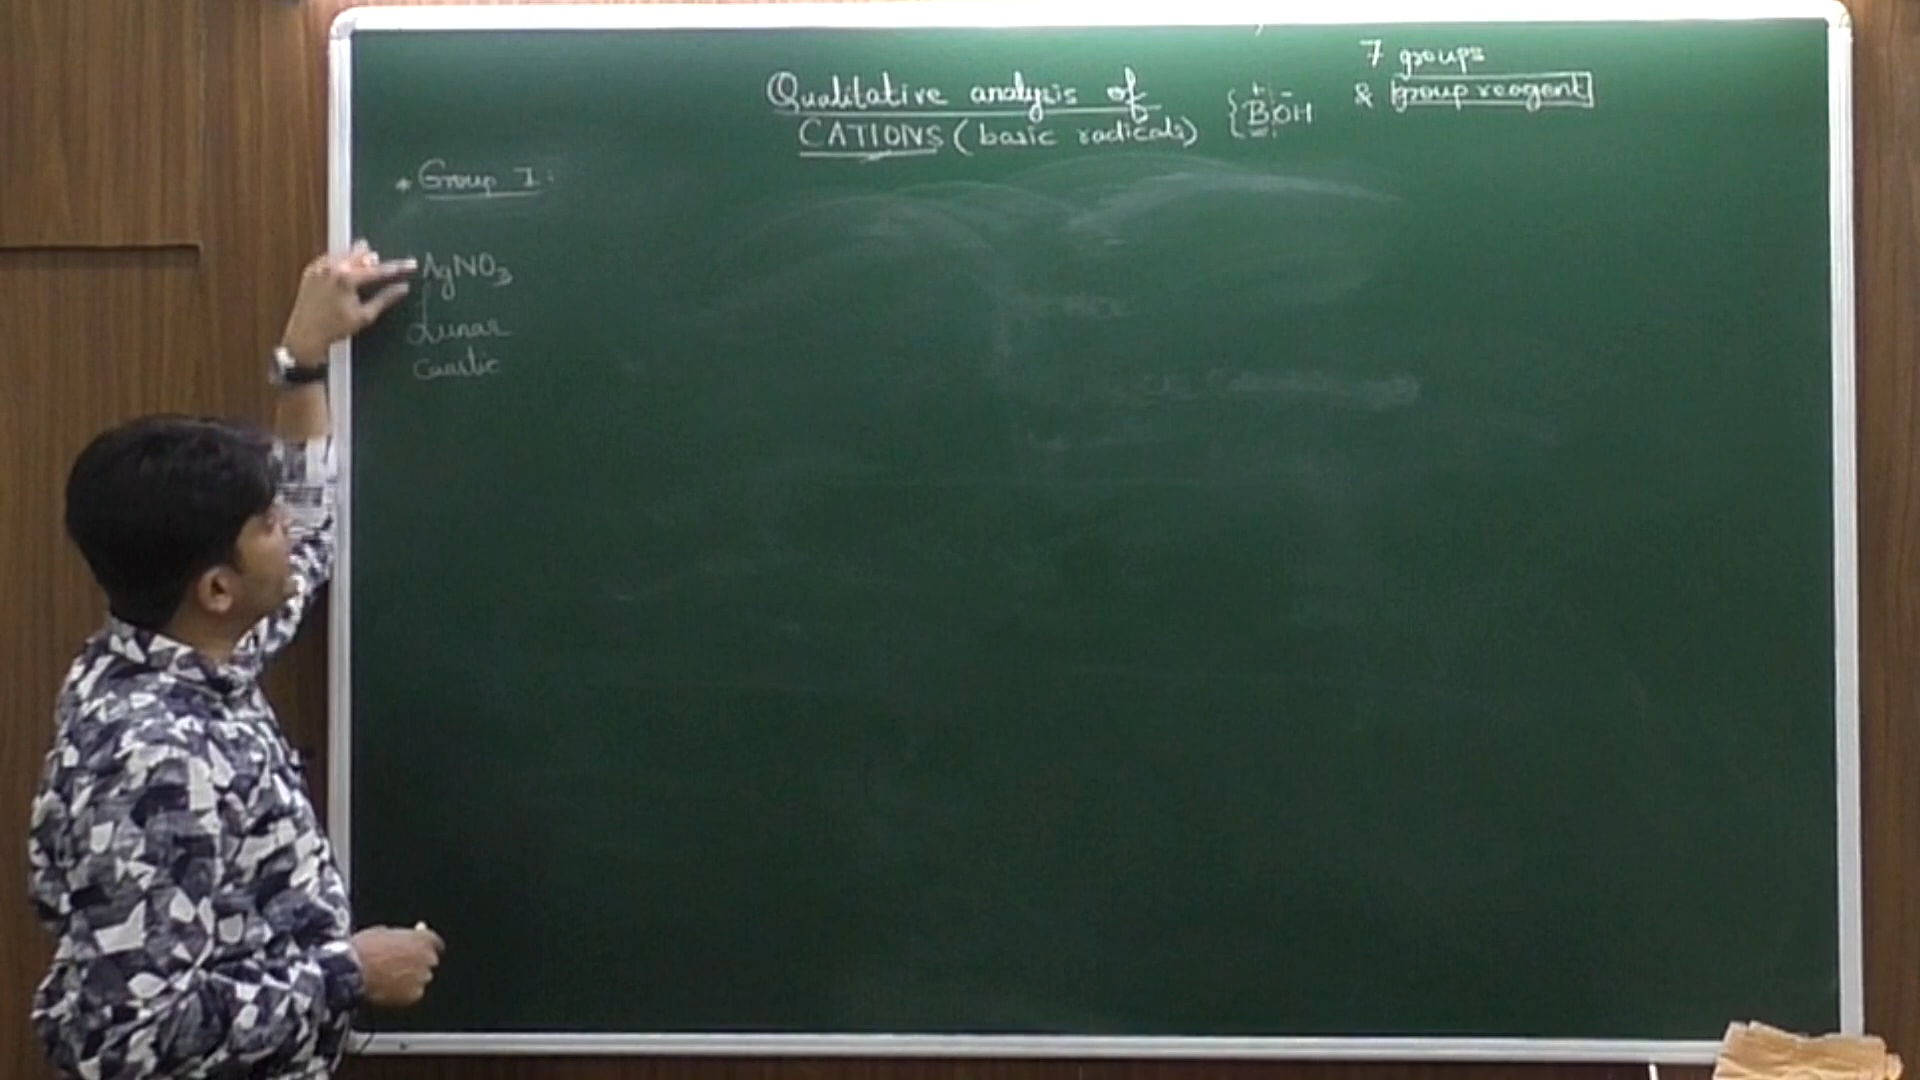 7 groups
Qualitative analysis of
& group reagent
CATIONS (basic radicals)
{B⁺OH⁻
* Group I:
AgNO₃
Lunar
caustic